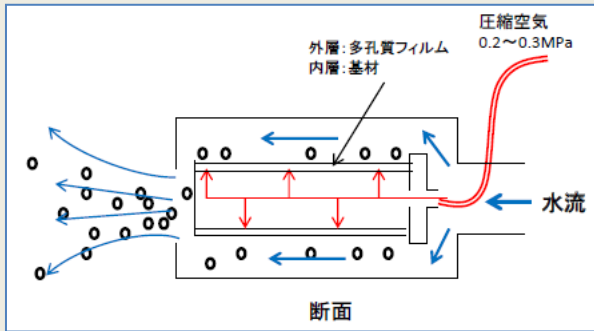 圧縮空気
0.2～0.3MPa
外層：多孔質フィルム
内層：基材
水流
断面